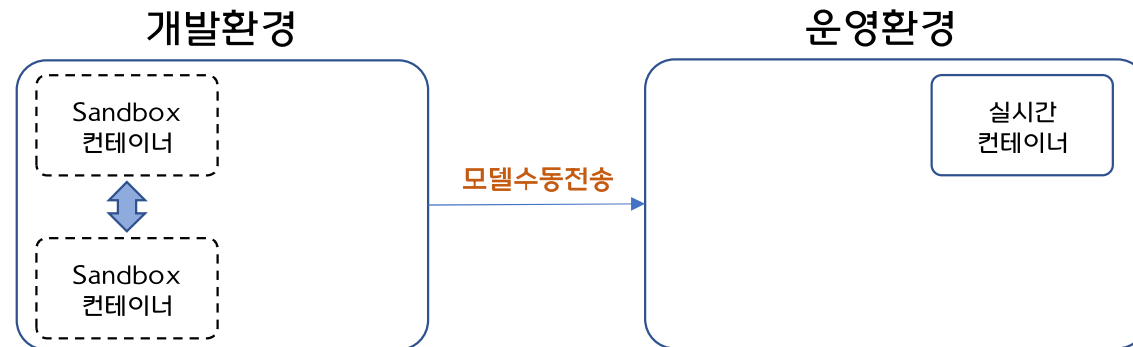 개발환경
운영환경
Sandbox
컨테이너
실시간
컨테이너
모델수동전송
Sandbox
컨테이너